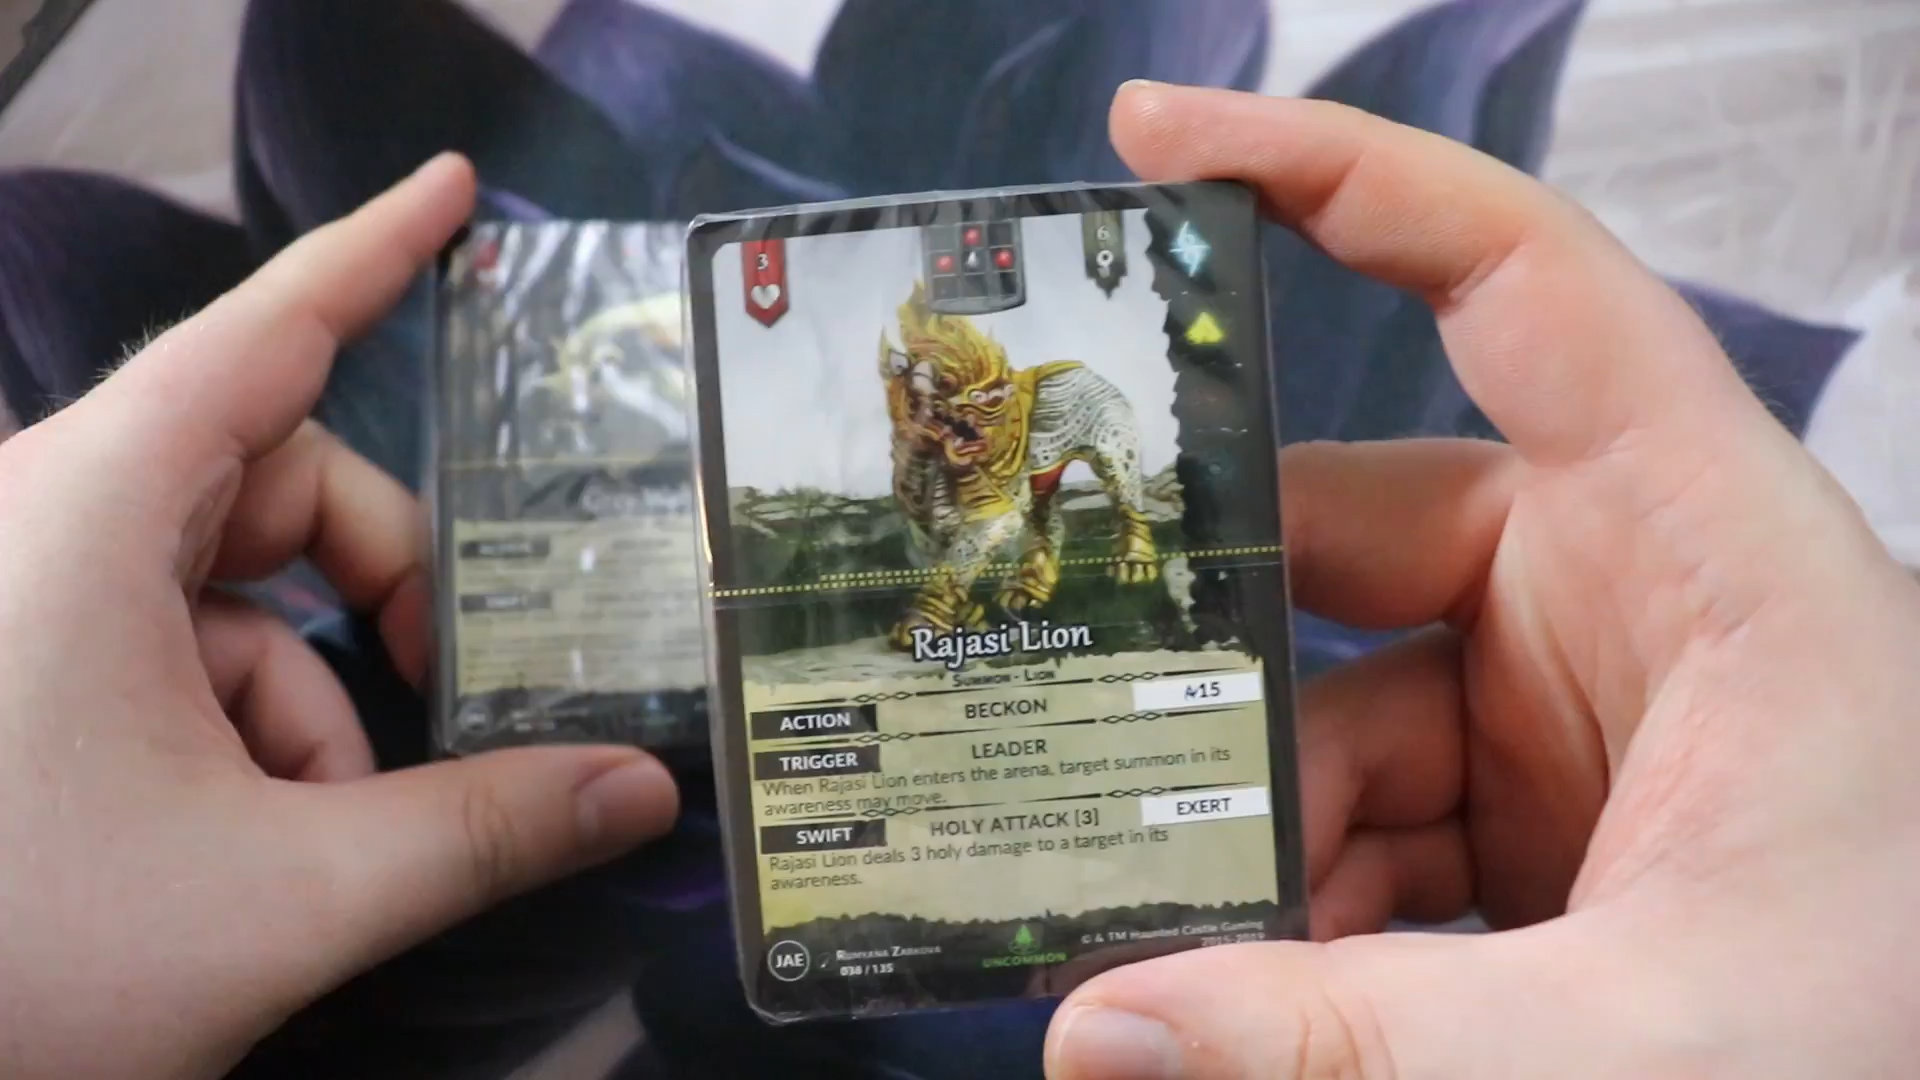 3
6
Rajasi Lion
Summon - Lion
ACTION BECKON A/15
TRIGGER LEADER
When Rajasi Lion enters the arena, target summon in its
awareness may move.
SWIFT HOLY ATTACK [3] EXERT
Rajasi Lion deals 3 holy damage to a target in its
awareness.
JAE Rumyana Zarkova
038 / 135
UNCOMMON
© & TM Haunted Castle Gaming
2015-2019